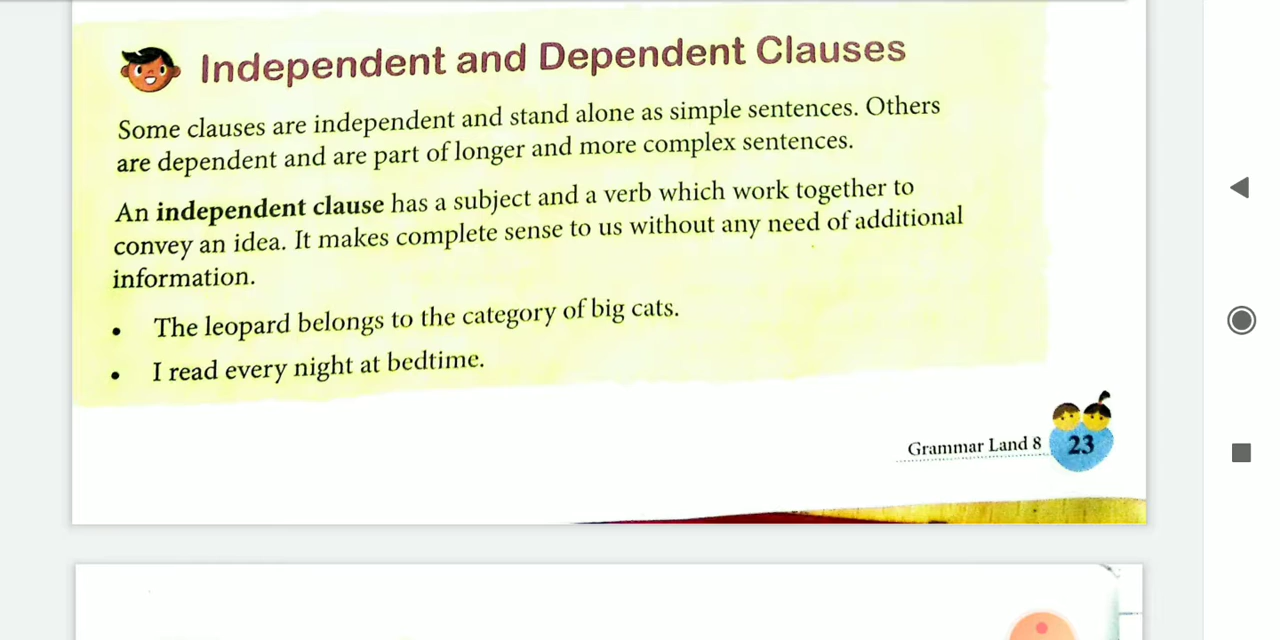 Independent and Dependent Clauses
Some clauses are independent and stand alone as simple sentences. Others
are dependent and are part of longer and more complex sentences.
An independent clause has a subject and a verb which work together to
convey an idea. It makes complete sense to us without any need of additional
information.
• The leopard belongs to the category of big cats.
• I read every night at bedtime.
Grammar Land 8 23